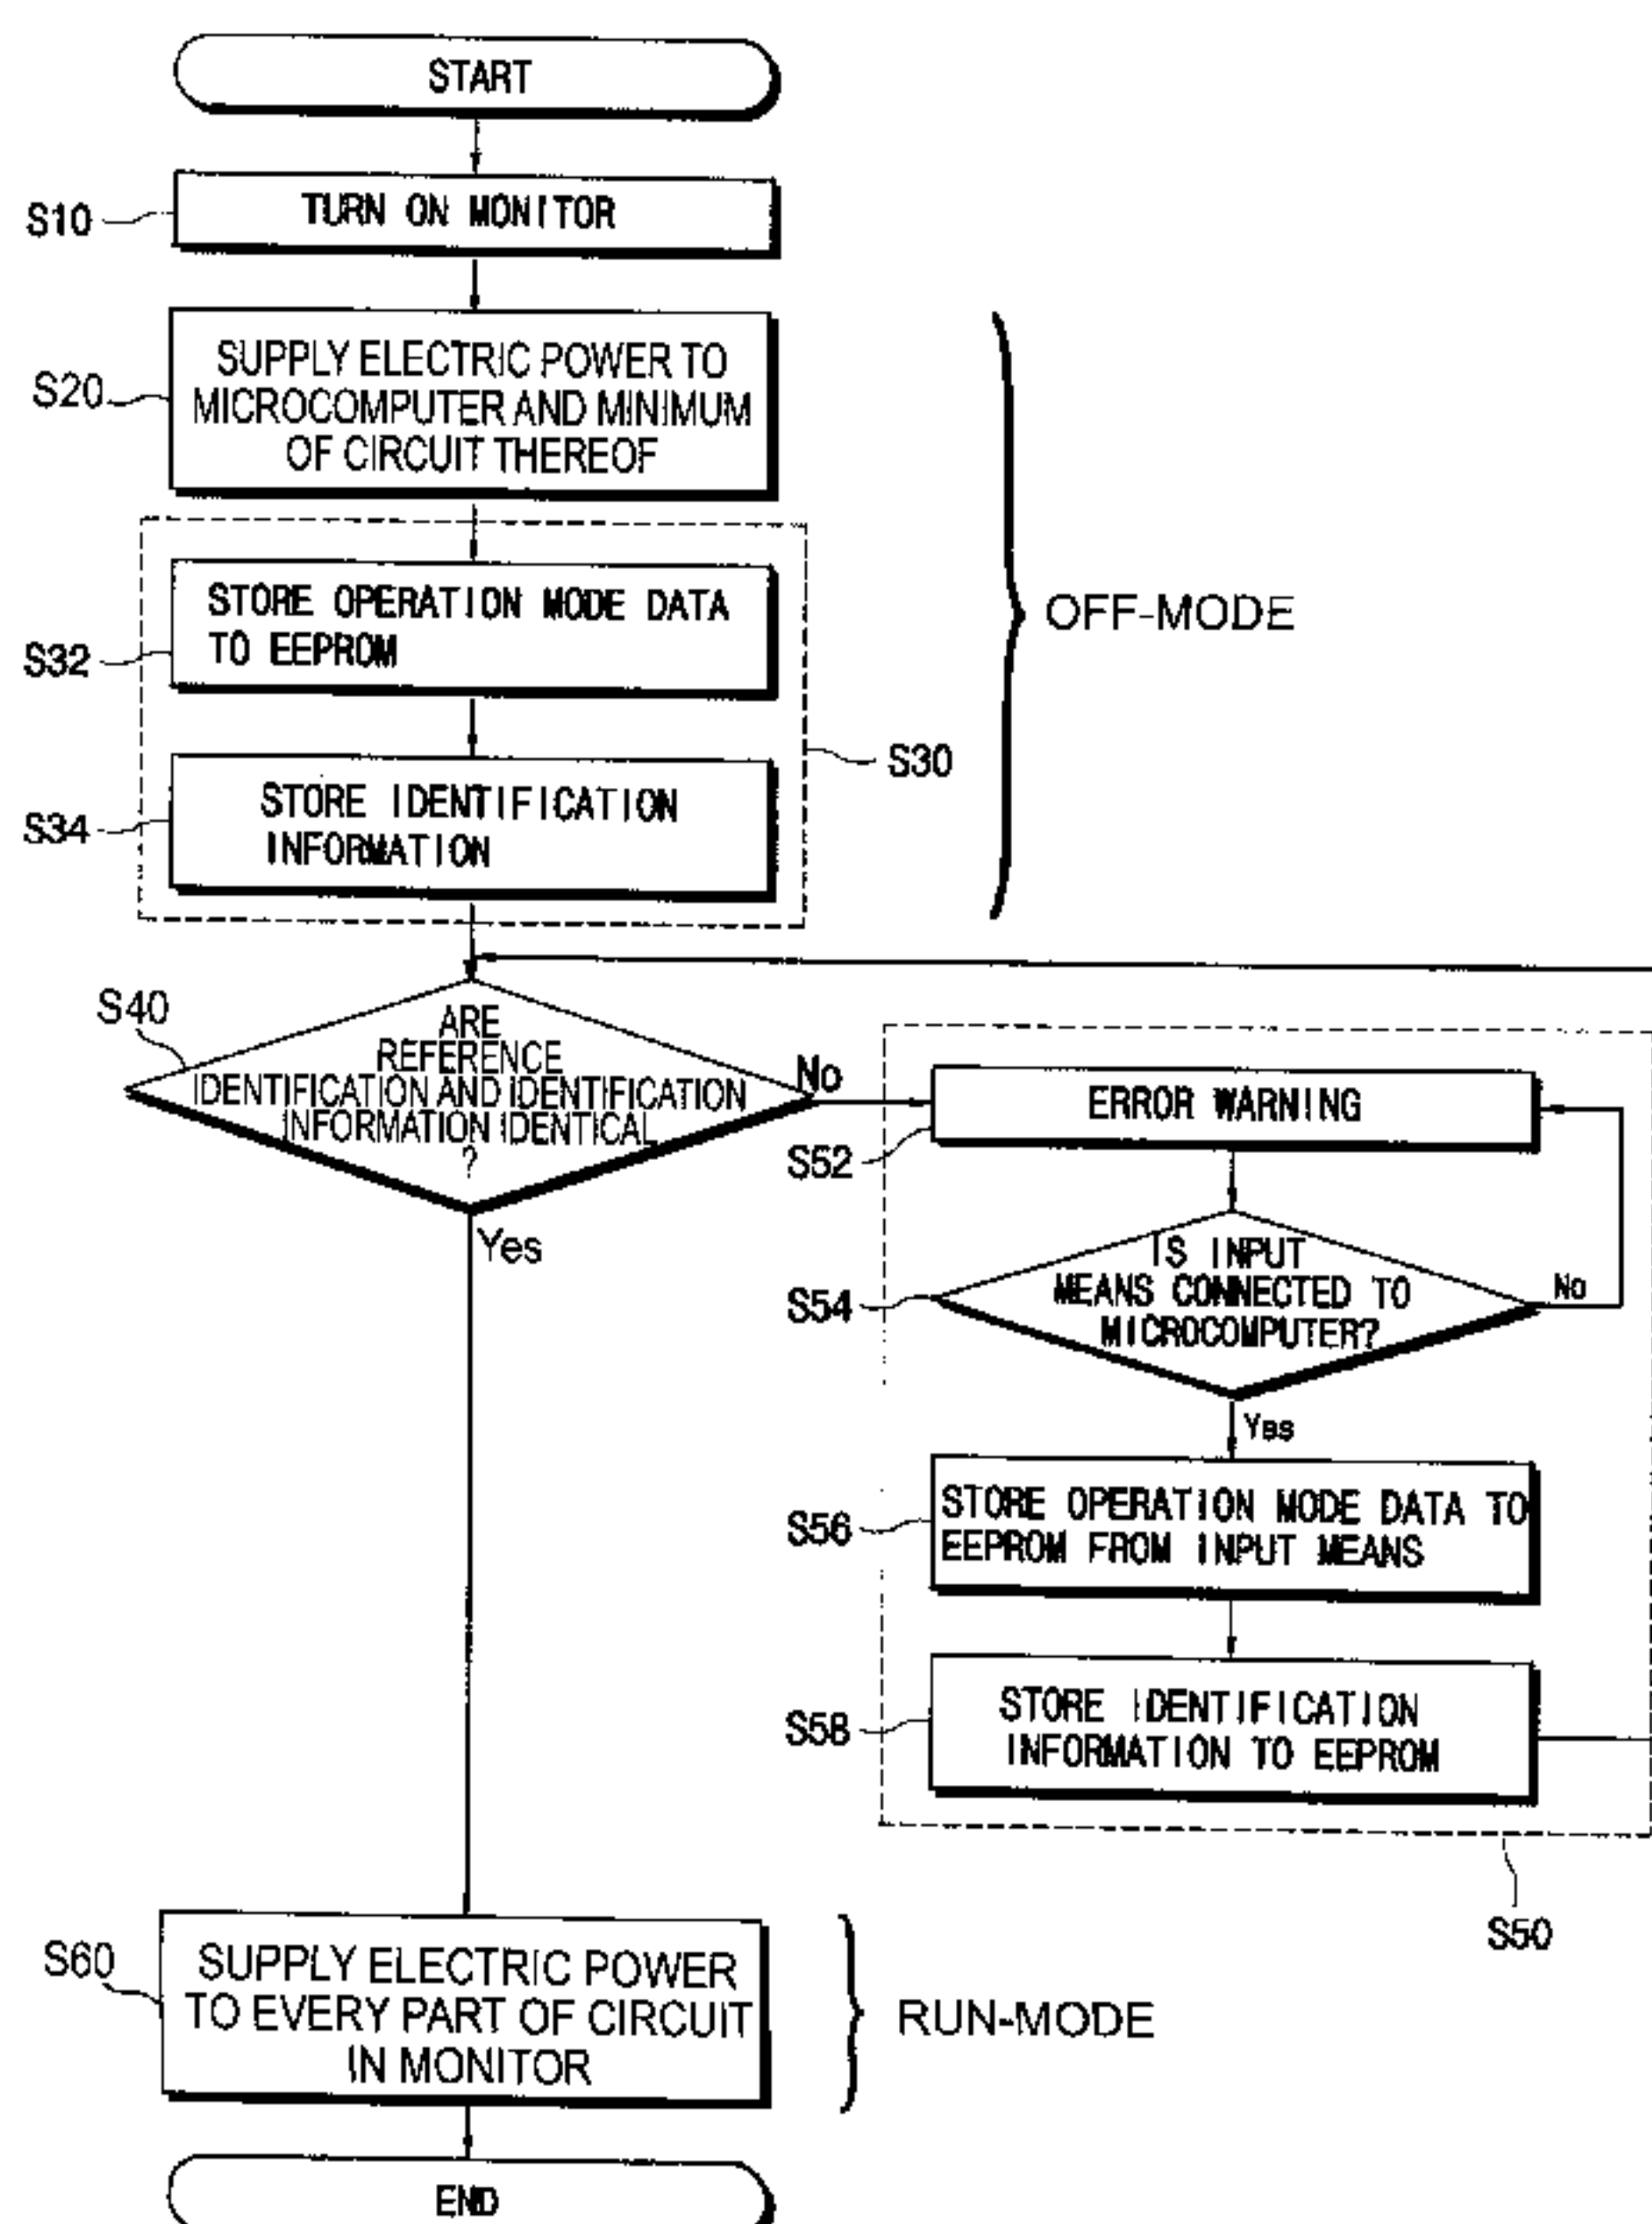 START
S10
TURN ON MONITOR
S20
SUPPLY ELECTRIC POWER TO
MICROCOMPUTER AND MINIMUM
OF CIRCUIT THEREOF
OFF-MODE
S32
STORE OPERATION MODE DATA
TO EEPROM
S30
S34
STORE IDENTIFICATION
INFORMATION
S40
ARE
REFERENCE
IDENTIFICATION AND IDENTIFICATION
INFORMATION IDENTICAL
?
No
Yes
S52
ERROR WARNING
S54
IS INPUT
MEANS CONNECTED TO
MICROCOMPUTER?
No
Yes
S56
STORE OPERATION MODE DATA TO
EEPROM FROM INPUT MEANS
S58
STORE IDENTIFICATION
INFORMATION TO EEPROM
S50
S60
SUPPLY ELECTRIC POWER
TO EVERY PART OF CIRCUIT
IN MONITOR
RUN-MODE
END